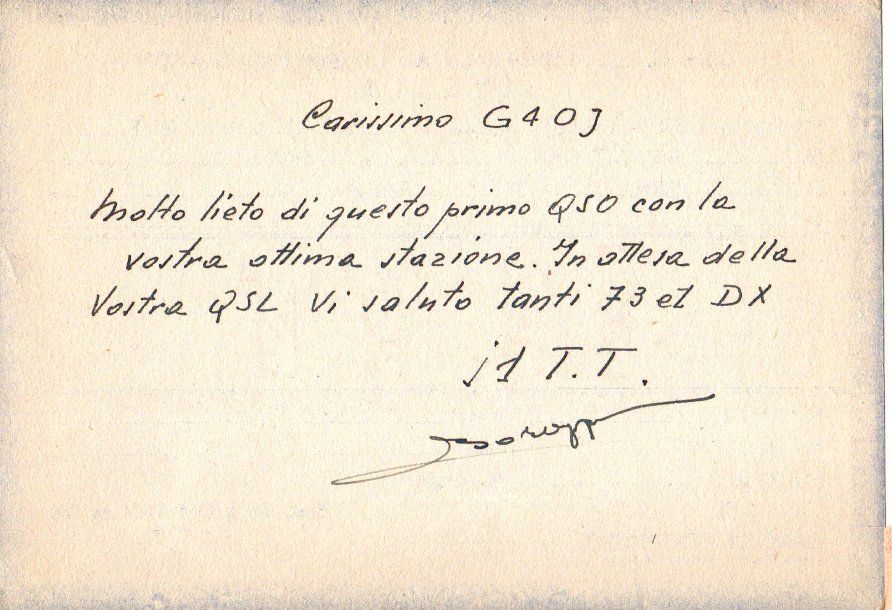 Carissimo G4OJ
Molto lieto di questo primo QSO con la
vostra ottima stazione. In attesa della
Vostra QSL Vi saluto tanti 73 et DX
i1 T.T.